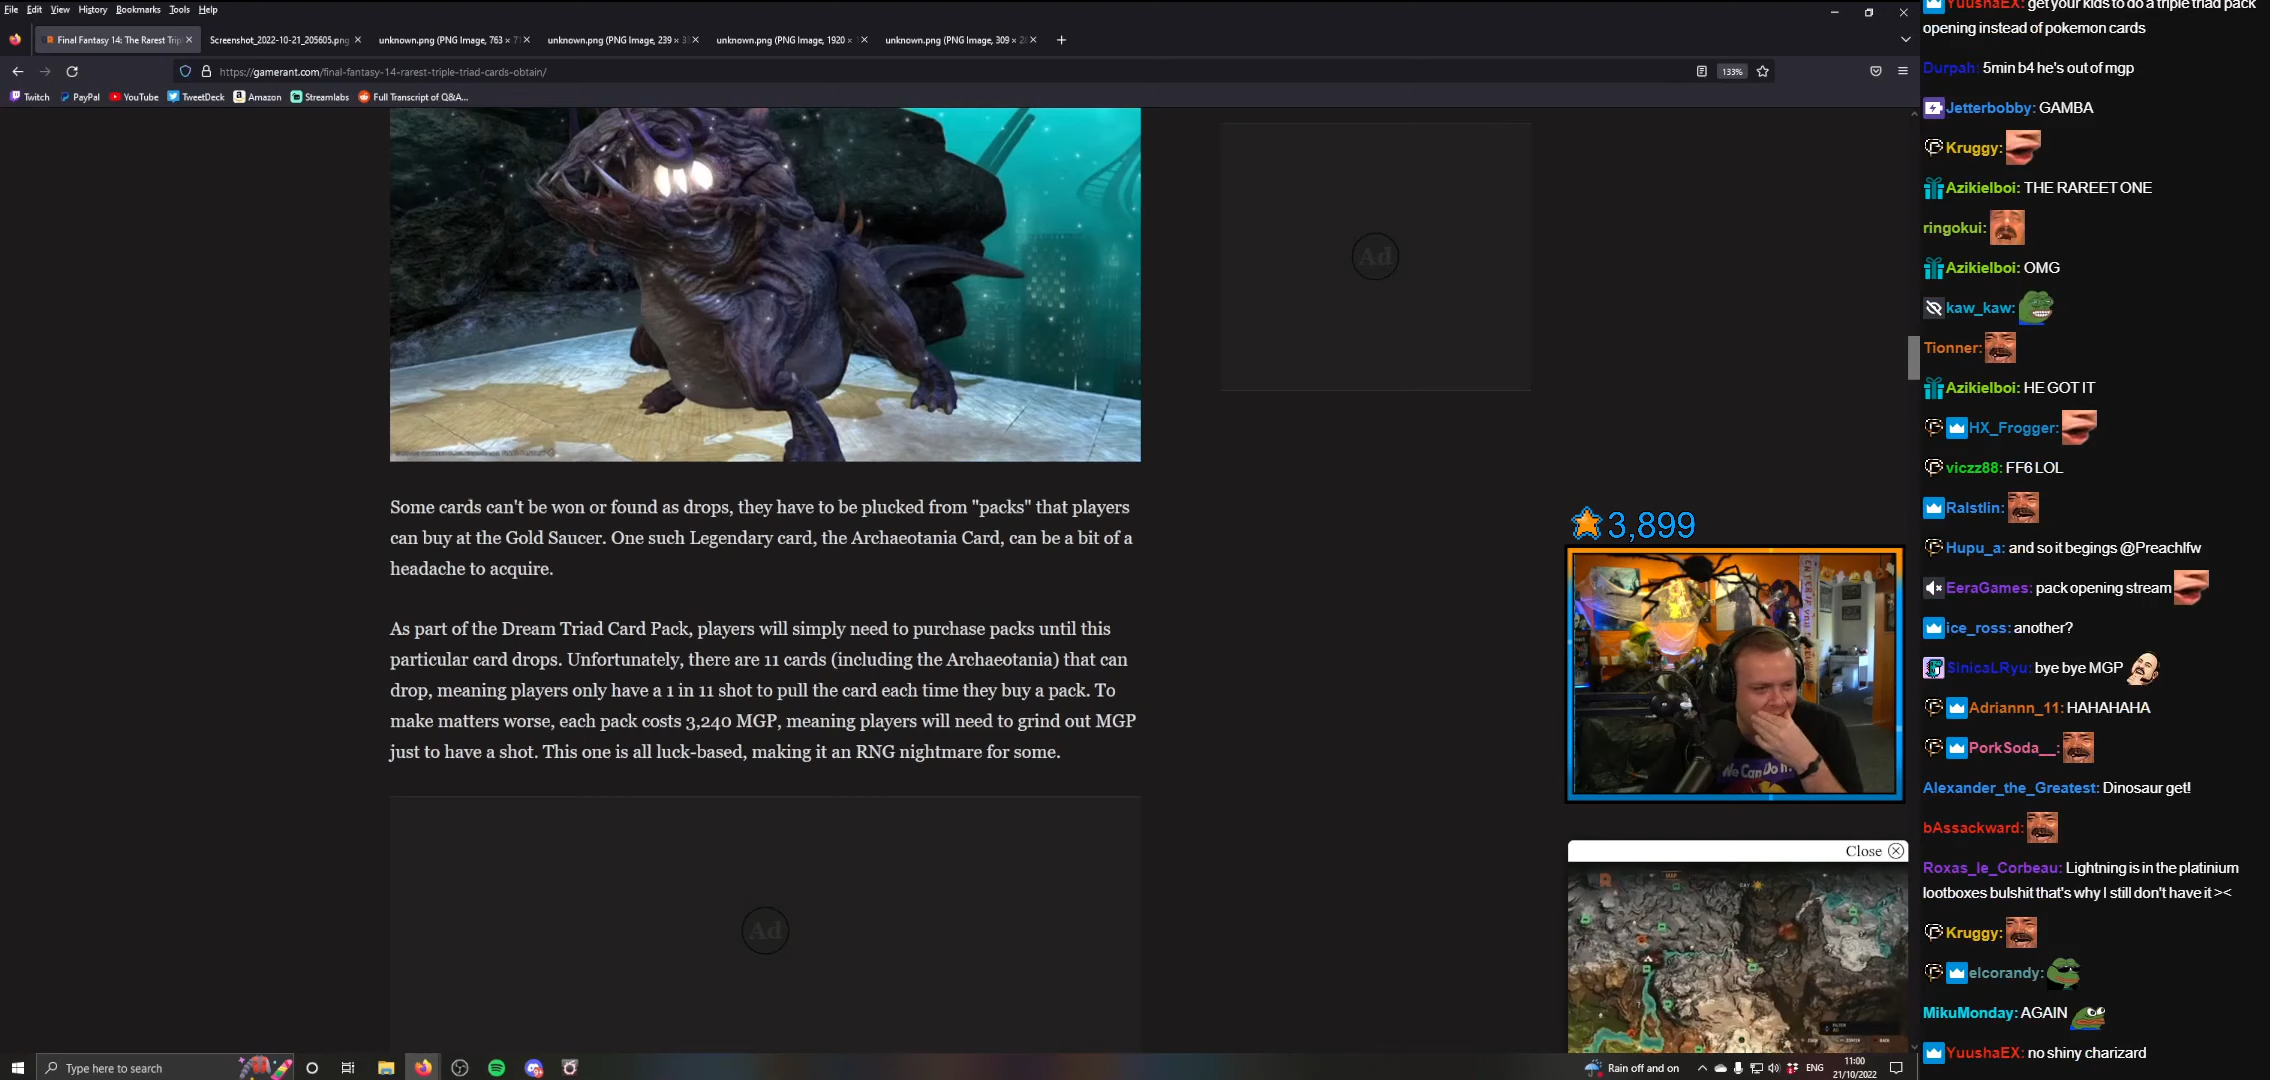 File Edit View History Bookmarks Tools Help
Final Fantasy 14: The Rarest Trip
Screenshot_2022-10-21_205605.png
unknown.png (PNG Image, 763 ×
unknown.png (PNG Image, 239 ×
unknown.png (PNG Image, 1920 ×
unknown.png (PNG Image, 309 ×
https://gamerant.com/final-fantasy-14-rarest-triple-triad-cards-obtain/
133%
Twitch PayPal YouTube TweetDeck Amazon Streamlabs Full Transcript of Q&A...
Ad
Some cards can't be won or found as drops, they have to be plucked from "packs" that players
can buy at the Gold Saucer. One such Legendary card, the Archaeotania Card, can be a bit of a
headache to acquire.
As part of the Dream Triad Card Pack, players will simply need to purchase packs until this
particular card drops. Unfortunately, there are 11 cards (including the Archaeotania) that can
drop, meaning players only have a 1 in 11 shot to pull the card each time they buy a pack. To
make matters worse, each pack costs 3,240 MGP, meaning players will need to grind out MGP
just to have a shot. This one is all luck-based, making it an RNG nightmare for some.
Ad
3,899
We Can Do It!
Close
MAP
DAY
YuushaEX: get your kids to do a triple triad pack
opening instead of pokemon cards
Durpah: 5min b4 he's out of mgp
Jetterbobby: GAMBA
Kruggy:
Azikielboi: THE RAREET ONE
ringokui:
Azikielboi: OMG
kaw_kaw:
Tionner:
Azikielboi: HE GOT IT
HX_Frogger:
viczz88: FF6 LOL
Ralstlin:
Hupu_a: and so it begings @Preachlfw
EeraGames: pack opening stream
ice_ross: another?
SinicaLRyu: bye bye MGP
Adriannn_11: HAHAHAHA
PorkSoda__:
Alexander_the_Greatest: Dinosaur get!
bAssackward:
Roxas_le_Corbeau: Lightning is in the platinium
lootboxes bulshit that's why I still don't have it ><
Kruggy:
elcorandy:
MikuMonday: AGAIN
YuushaEX: no shiny charizard
Type here to search
Rain off and on
ENG
11:00
21/10/2022